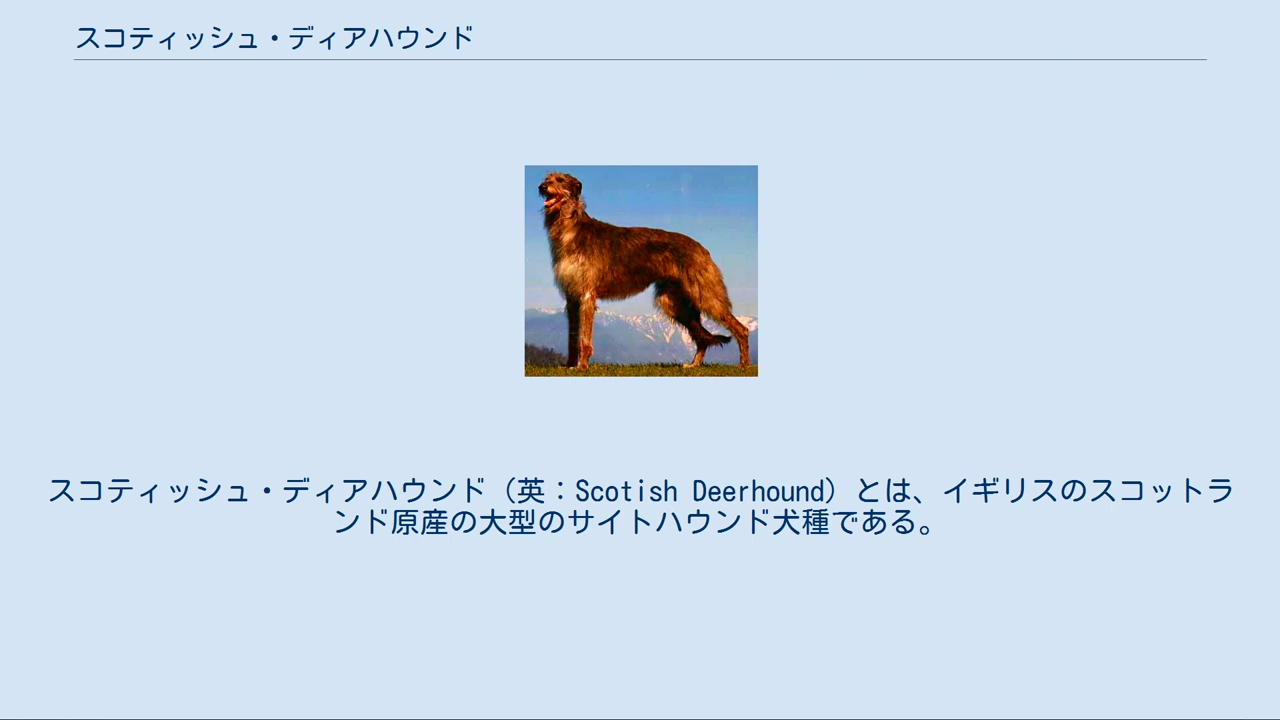 スコティッシュ・ディアハウンド
スコティッシュ・ディアハウンド（英：Scotish Deerhound）とは、イギリスのスコットラ
ンド原産の大型のサイトハウンド犬種である。